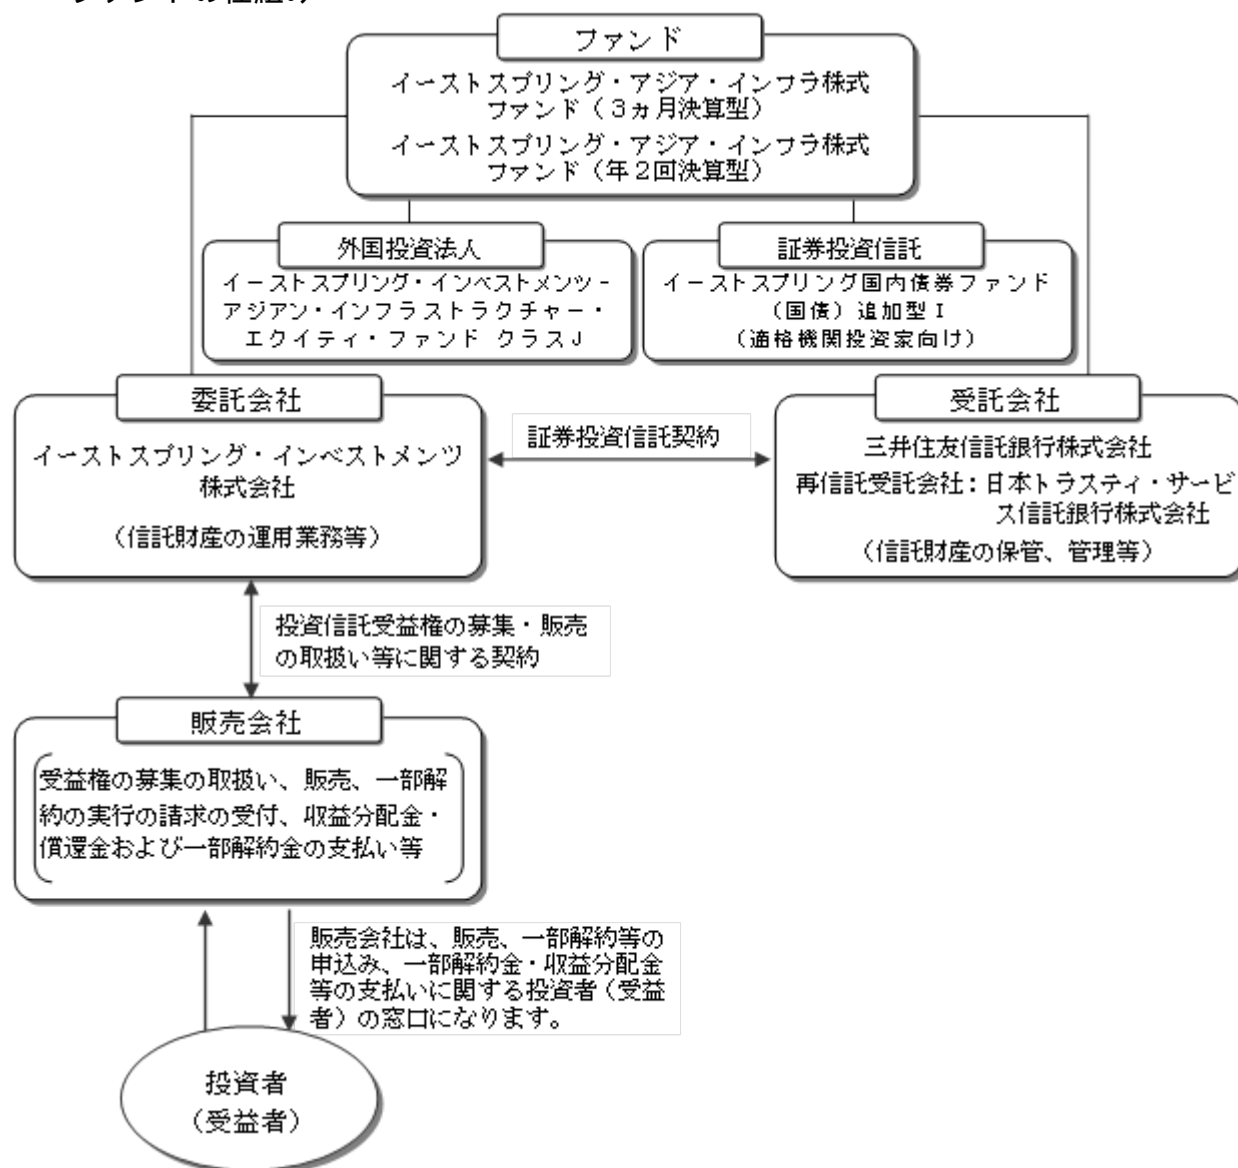 ファンドの仕組み
ファンド
イーストスプリング・アジア・インフラ株式
ファンド（３ヵ月決算型）
イーストスプリング・アジア・インフラ株式
ファンド（年２回決算型）
外国投資法人
イーストスプリング・インベストメンツ－
アジアン・インフラストラクチャー・
エクイティ・ファンド クラスＪ
証券投資信託
イーストスプリング国内債券ファンド
（国債）追加型Ｉ
（適格機関投資家向け）
委託会社
イーストスプリング・インベストメンツ
株式会社
（信託財産の運用業務等）
証券投資信託契約
受託会社
三井住友信託銀行株式会社
再信託受託会社：日本トラスティ・サービ
ス信託銀行株式会社
（信託財産の保管、管理等）
投資信託受益権の募集・販売
の取扱い等に関する契約
販売会社
受益権の募集の取扱い、販売、一部解
約の実行の請求の受付、収益分配金・
償還金および一部解約金の支払い等
販売会社は、販売、一部解約等の
申込み、一部解約金・収益分配金
等の支払いに関する投資者（受益
者）の窓口になります。
投資者
（受益者）